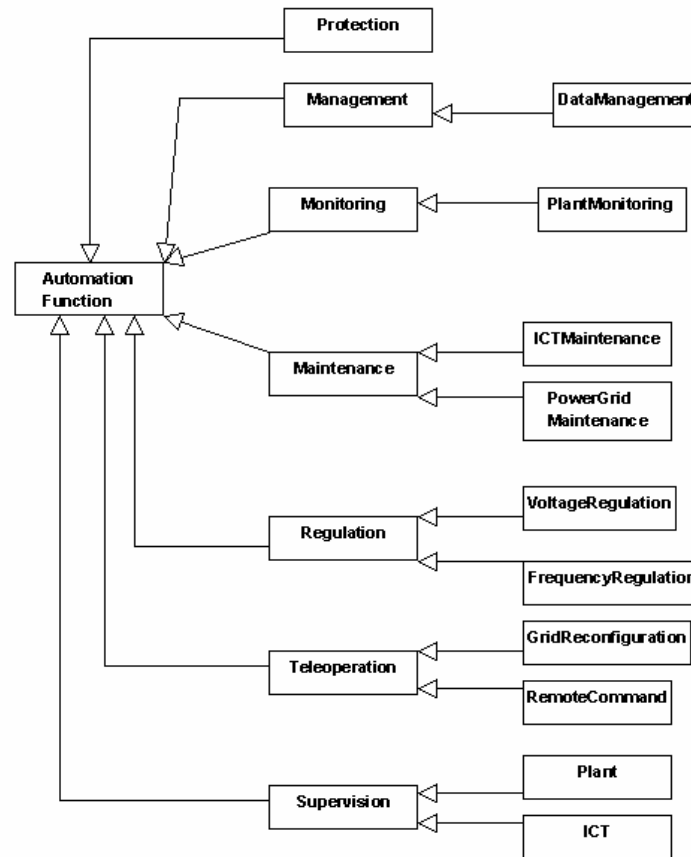 Protection
Management
DataManagement
Monitoring
PlantMonitoring
Automation
Function
ICTMaintenance
Maintenance
PowerGrid
Maintenance
VoltageRegulation
Regulation
FrequencyRegulation
GridReconfiguration
Teleoperation
RemoteCommand
Plant
Supervision
ICT